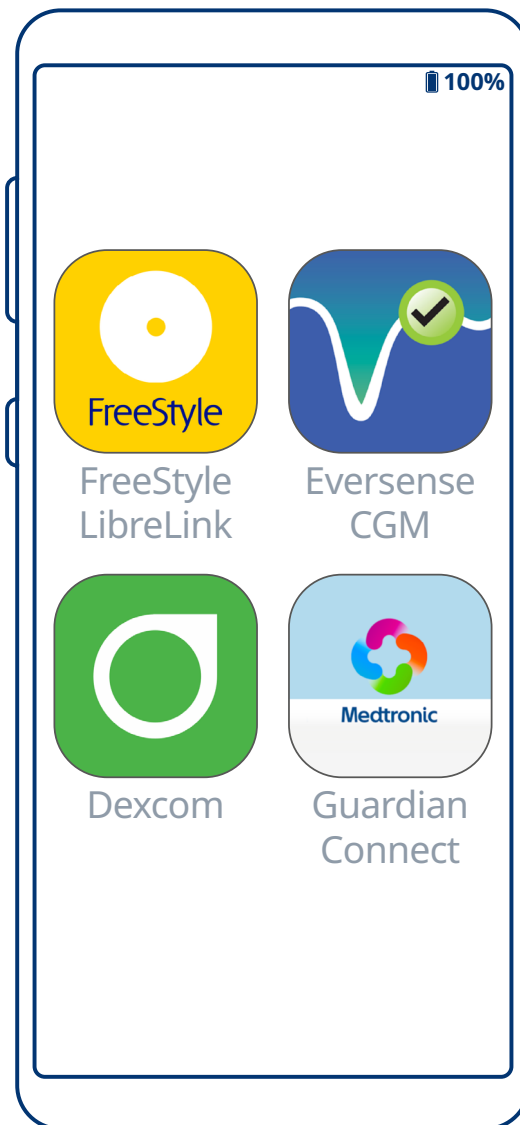 100%
FreeStyle
FreeStyle
LibreLink
Eversense
CGM
Medtronic
Dexcom
Guardian
Connect